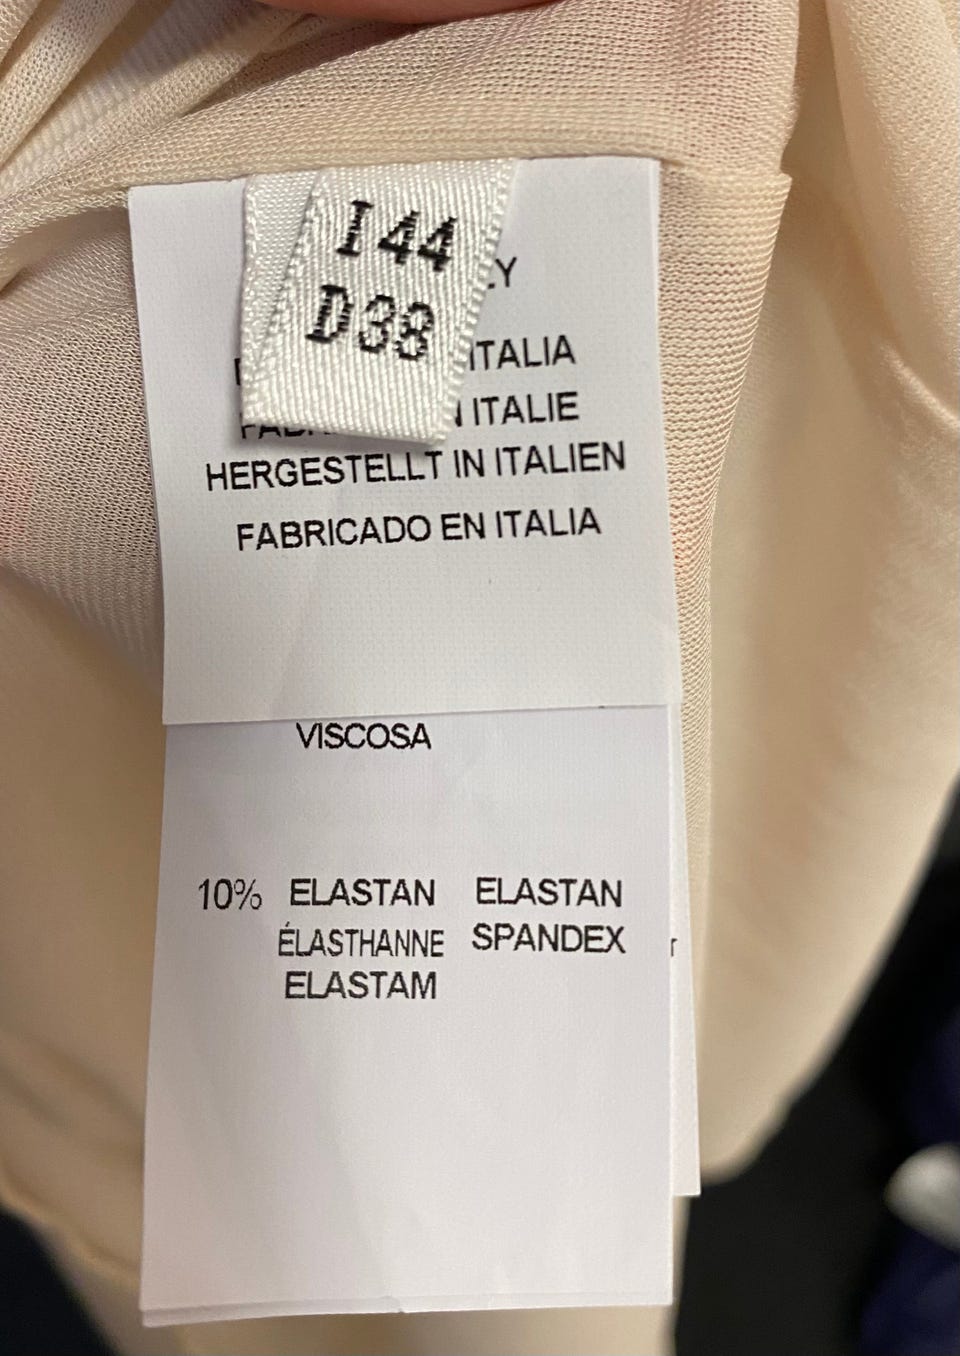 I 44
D38
ITALIA
ITALIE
HERGESTELLT IN ITALIEN
FABRICADO EN ITALIA
VISCOSA
10% ELASTAN ELASTAN
ÉLASTHANNE SPANDEX
ELASTAM